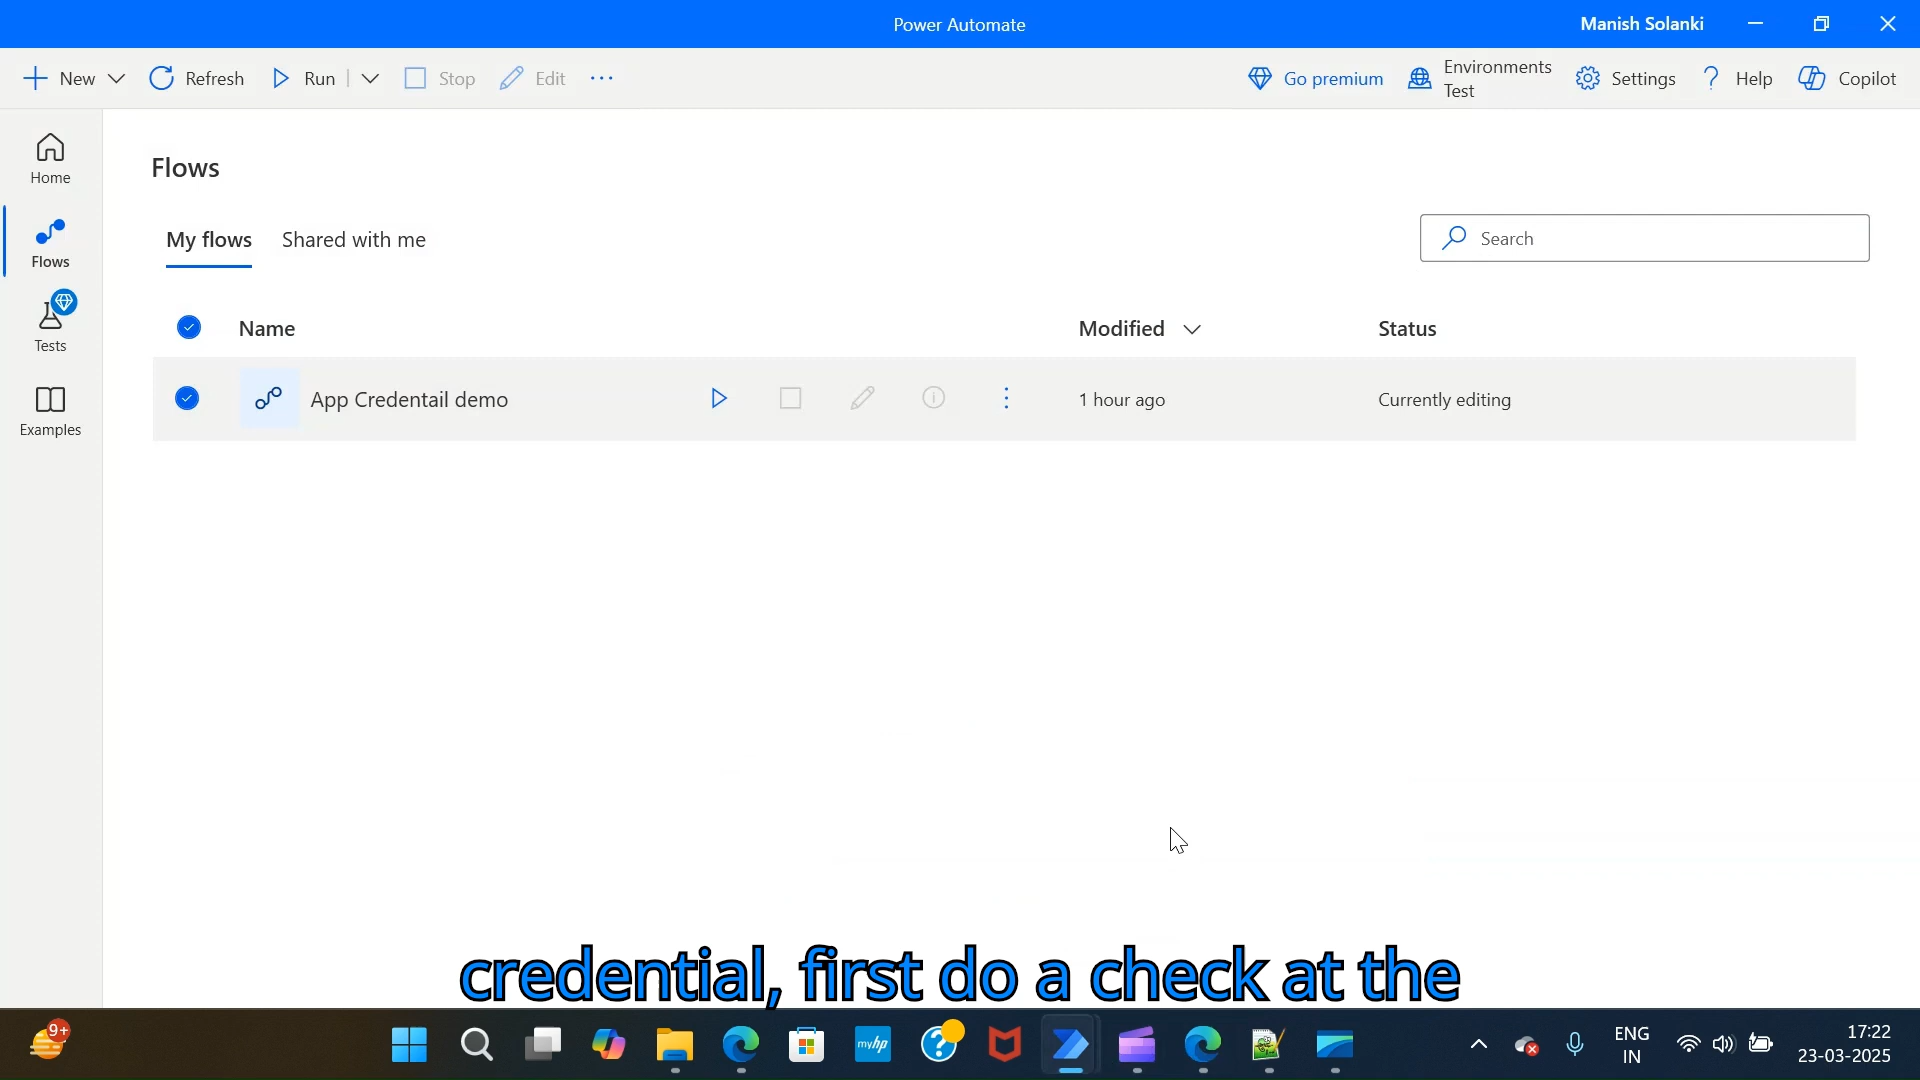 Power Automate
Manish Solanki
New
Refresh
Run
Stop
Edit
Go premium
Environments
Test
Settings
Help
Copilot
Home
Flows
Tests
Examples
Flows
My flows
Shared with me
Search
Name
Modified
Status
App Credentail demo
1 hour ago
Currently editing
credential, first do a check at the
9+
myhp
ENG
IN
17:22
23-03-2025